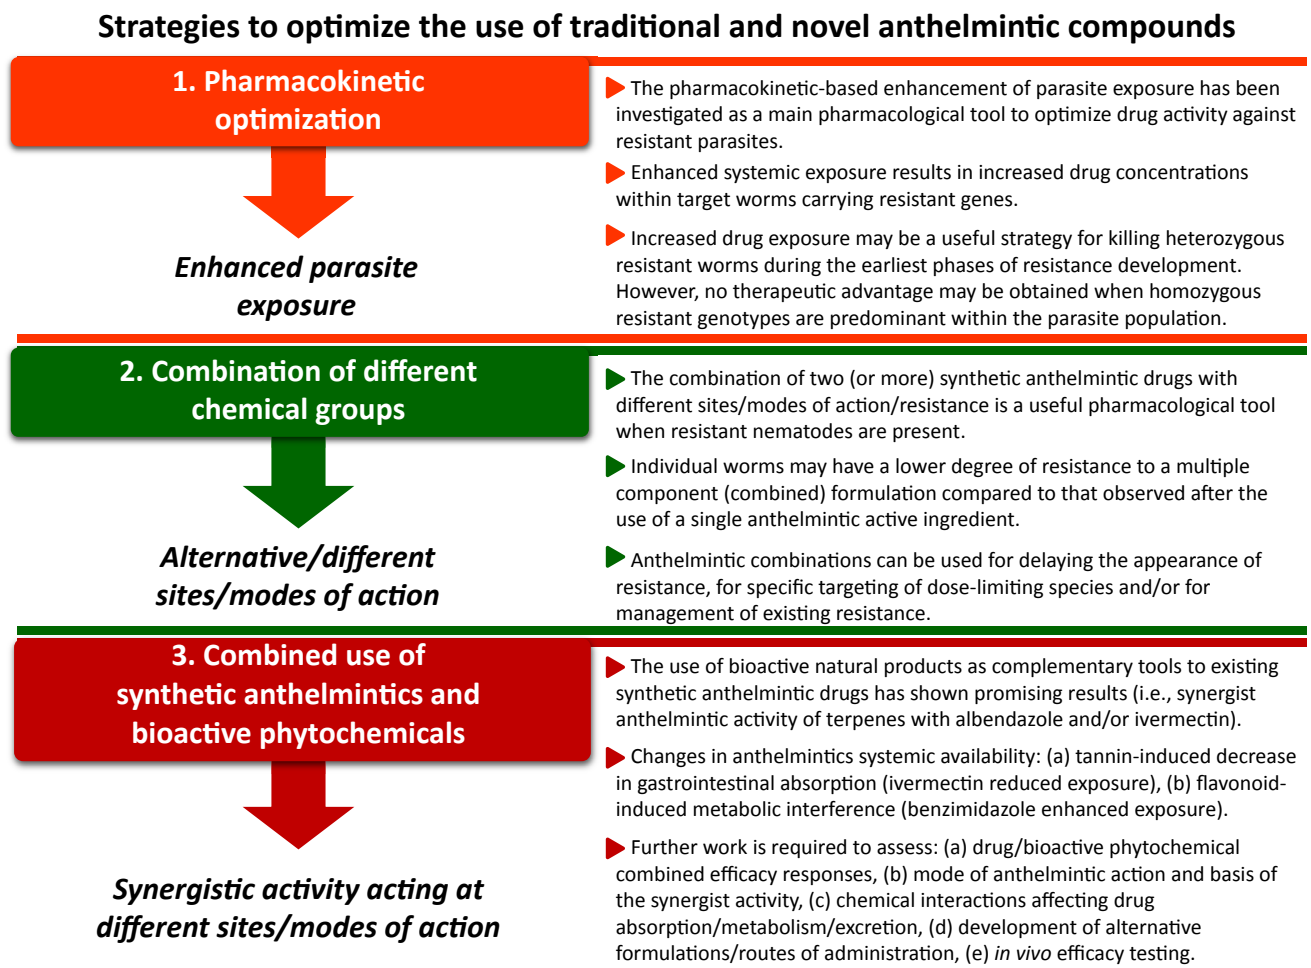 Strategies to optimize the use of traditional and novel anthelmintic compounds
1. Pharmacokinetic
optimization
Enhanced parasite
exposure
The pharmacokinetic-based enhancement of parasite exposure has been
investigated as a main pharmacological tool to optimize drug activity against
resistant parasites.
Enhanced systemic exposure results in increased drug concentrations
within target worms carrying resistant genes.
Increased drug exposure may be a useful strategy for killing heterozygous
resistant worms during the earliest phases of resistance development.
However, no therapeutic advantage may be obtained when homozygous
resistant genotypes are predominant within the parasite population.
2. Combination of different
chemical groups
Alternative/different
sites/modes of action
The combination of two (or more) synthetic anthelmintic drugs with
different sites/modes of action/resistance is a useful pharmacological tool
when resistant nematodes are present.
Individual worms may have a lower degree of resistance to a multiple
component (combined) formulation compared to that observed after the
use of a single anthelmintic active ingredient.
Anthelmintic combinations can be used for delaying the appearance of
resistance, for specific targeting of dose-limiting species and/or for
management of existing resistance.
3. Combined use of
synthetic anthelmintics and
bioactive phytochemicals
Synergistic activity acting at
different sites/modes of action
The use of bioactive natural products as complementary tools to existing
synthetic anthelmintic drugs has shown promising results (i.e., synergist
anthelmintic activity of terpenes with albendazole and/or ivermectin).
Changes in anthelmintics systemic availability: (a) tannin-induced decrease
in gastrointestinal absorption (ivermectin reduced exposure), (b) flavonoid-
induced metabolic interference (benzimidazole enhanced exposure).
Further work is required to assess: (a) drug/bioactive phytochemical
combined efficacy responses, (b) mode of anthelmintic action and basis of
the synergist activity, (c) chemical interactions affecting drug
absorption/metabolism/excretion, (d) development of alternative
formulations/routes of administration, (e) in vivo efficacy testing.